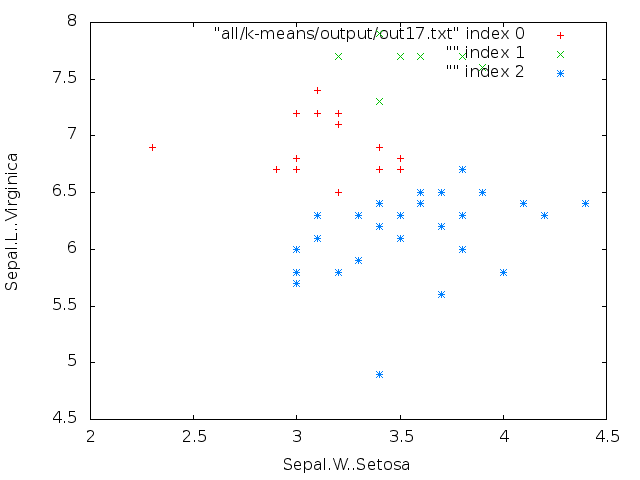 "all/k-means/output/out17.txt" index 0
"" index 1
"" index 2
8
7.5
7
6.5
6
5.5
5
4.5
2
2.5
3
3.5
4
4.5
Sepal.L.. Virginica
Sepal.W..Setosa